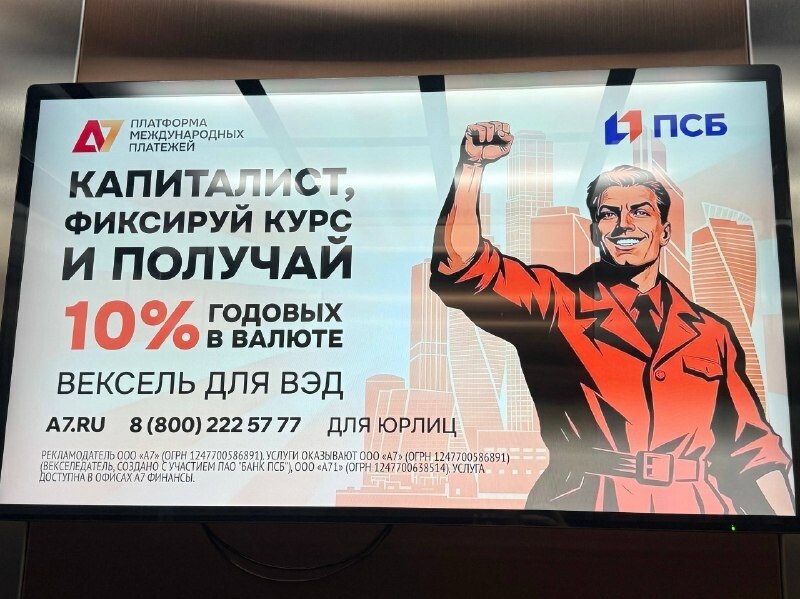 А7 ПЛАТФОРМА
МЕЖДУНАРОДНЫХ
ПЛАТЕЖЕЙ
ПСБ
КАПИТАЛИСТ,
ФИКСИРУЙ КУРС
И ПОЛУЧАЙ
10% ГОДОВЫХ
В ВАЛЮТЕ
ВЕКСЕЛЬ ДЛЯ ВЭД
A7.RU 8 (800) 222 57 77 ДЛЯ ЮРЛИЦ
РЕКЛАМОДАТЕЛЬ ООО «А7» (ОГРН 1247700586891). УСЛУГИ ОКАЗЫВАЮТ ООО «А7» (ОГРН 1247700586891)
(ВЕКСЕЛЕДАТЕЛЬ, СОЗДАНО С УЧАСТИЕМ ПАО "БАНК ПСБ"), ООО «А71» (ОГРН 1247700638514). УСЛУГА
ДОСТУПНА В ОФИСАХ А7 ФИНАНСЫ.